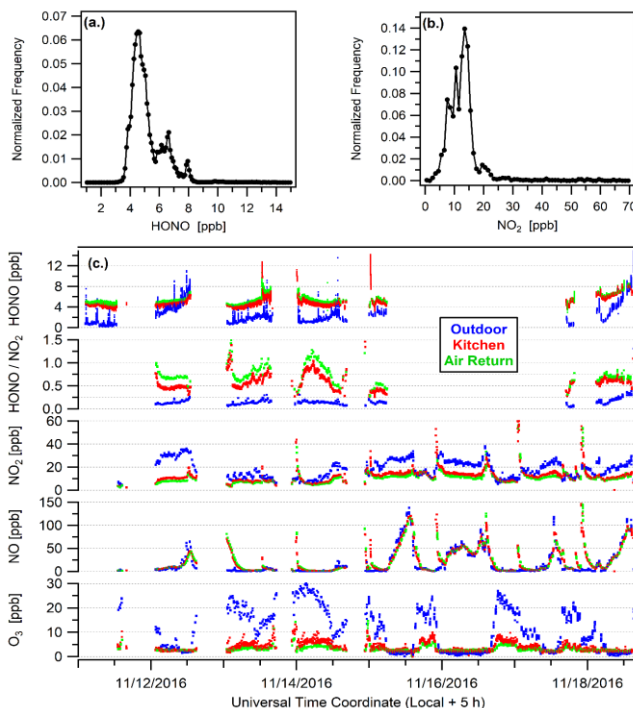 (a.)
0.07
0.06
0.05
0.04
0.03
0.02
0.01
0.00
Normalized Frequency
2 4 6 8 10 12 14
HONO [ppb]
(b.)
0.14
0.12
0.10
0.08
0.06
0.04
0.02
0.00
Normalized Frequency
0 10 20 30 40 50 60 70
NO2 [ppb]
(c.)
HONO [ppb]
12
8
4
0
HONO / NO2
1.5
1.0
0.5
0.0
Outdoor
Kitchen
Air Return
NO2 [ppb]
60
40
20
0
NO [ppb]
150
100
50
0
O3 [ppb]
30
20
10
0
11/12/2016 11/14/2016 11/16/2016 11/18/2016
Universal Time Coordinate (Local + 5 h)